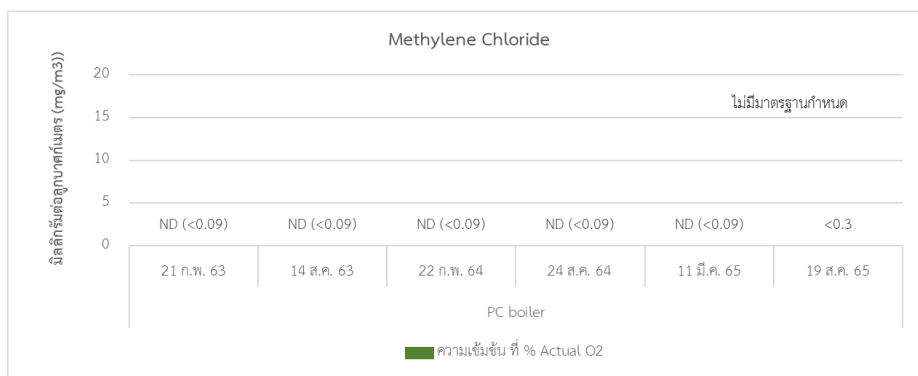 Methylene Chloride
มิลลิกรัมต่อลูกบาศก์เมตร (mg/m3))
20
ไม่มีมาตรฐานกำหนด
15
10
5
ND (<0.09) ND (<0.09) ND (<0.09) ND (<0.09) ND (<0.09) <0.3
0
21 ก.พ. 63 14 ส.ค. 63 22 ก.พ. 64 24 ส.ค. 64 11 มี.ค. 65 19 ส.ค. 65
PC boiler
ความเข้มข้น ที่ % Actual O2